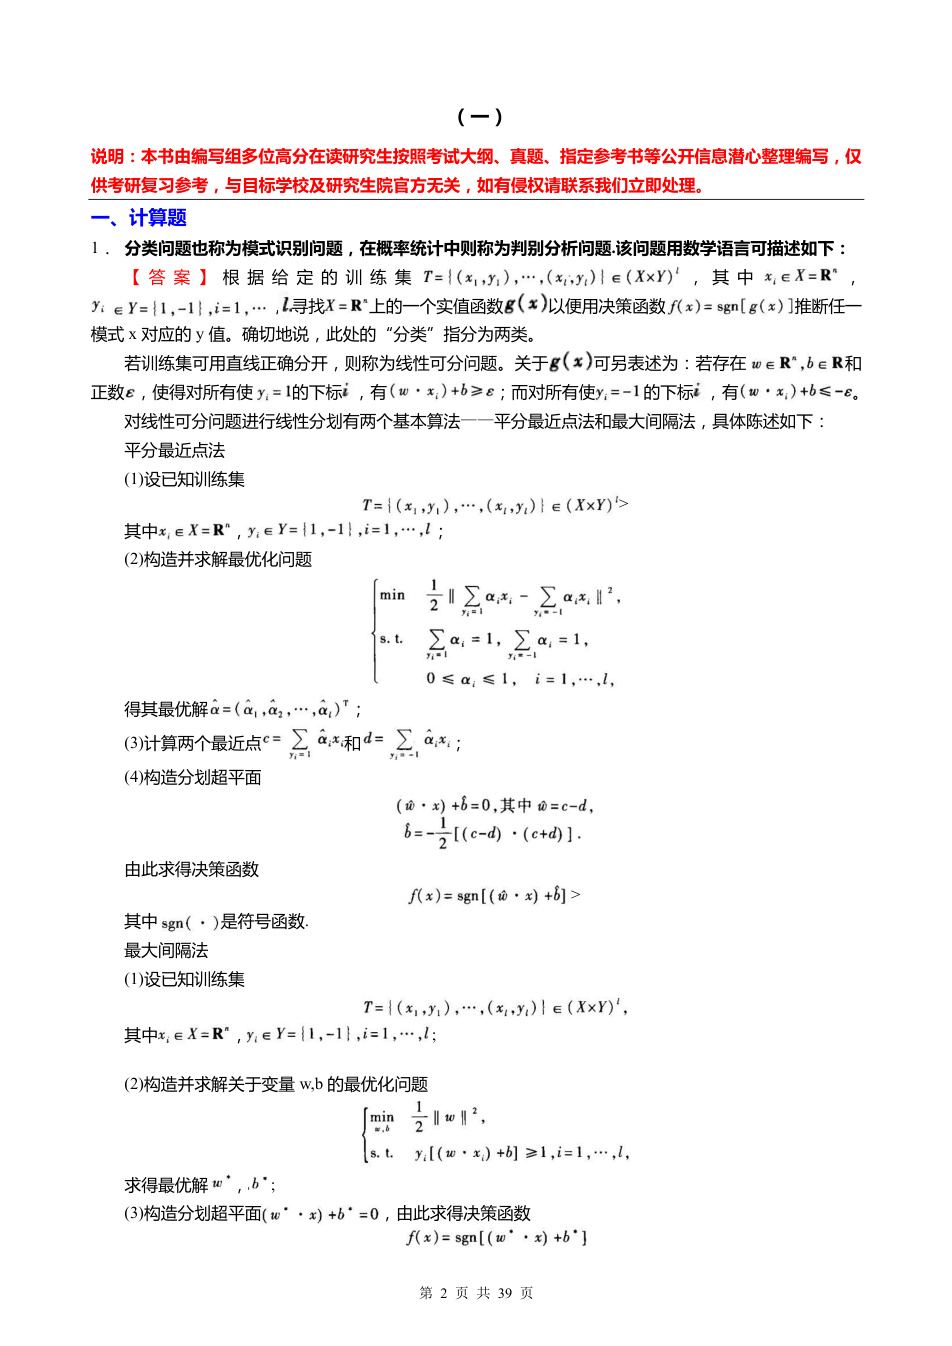 （一）
说明：本书由编写组多位高分在读研究生按照考试大纲、真题、指定参考书等公开信息潜心整理编写，仅
供考研复习参考，与目标学校及研究生院官方无关，如有侵权请联系我们立即处理。
一、计算题
1． 分类问题也称为模式识别问题，在概率统计中则称为判别分析问题.该问题用数学语言可描述如下：
【答案】根据给定的训练集 T={(x₁,y₁),⋯,(xₗ,yₗ)}∈(X×Y)ˡ，其中 xᵢ∈X=Rⁿ，
yᵢ∈Y={1,-1},i=1,⋯,l.寻找X=Rⁿ上的一个实值函数g(x)以便用决策函数f(x)=sgn[g(x)]推断任一
模式 x 对应的 y 值。确切地说，此处的“分类”指分为两类。
若训练集可用直线正确分开，则称为线性可分问题。关于g(x)可另表述为：若存在 w∈Rⁿ,b∈R和
正数ε，使得对所有使 yᵢ=1的下标i，有(w·xᵢ)+b≥ε；而对所有使yᵢ=-1的下标i，有(w·xᵢ)+b≤-ε。
对线性可分问题进行线性分划有两个基本算法——平分最近点法和最大间隔法，具体陈述如下：
平分最近点法
(1)设已知训练集
T={(x₁,y₁),⋯,(xₗ,yₗ)}∈(X×Y)ˡ>
其中xᵢ∈X=Rⁿ，yᵢ∈Y={1,-1},i=1,⋯,l；
(2)构造并求解最优化问题
min 1/2‖∑_{yᵢ=1}αᵢxᵢ-∑_{yᵢ=-1}αᵢxᵢ‖²,
s.t. ∑_{yᵢ=1}αᵢ=1, ∑_{yᵢ=-1}αᵢ=1,
0≤αᵢ≤1, i=1,⋯,l,
得其最优解α̂=(α̂₁,α̂₂,⋯,α̂ₗ)ᵀ；
(3)计算两个最近点c=∑_{yᵢ=1}α̂ᵢxᵢ和d=∑_{yᵢ=-1}α̂ᵢxᵢ；
(4)构造分划超平面
(ŵ·x)+b̂=0,其中ŵ=c-d,
b̂=-1/2[(c-d)·(c+d)].
由此求得决策函数
f(x)=sgn[(ŵ·x)+b̂]>
其中 sgn(·)是符号函数.
最大间隔法
(1)设已知训练集
T={(x₁,y₁),⋯,(xₗ,yₗ)}∈(X×Y)ˡ,
其中xᵢ∈X=Rⁿ，yᵢ∈Y={1,-1},i=1,⋯,l;
(2)构造并求解关于变量 w,b 的最优化问题
min_{w,b} 1/2‖w‖²,
s.t. yᵢ[(w·xᵢ)+b]≥1,i=1,⋯,l,
求得最优解 w*，b*;
(3)构造分划超平面(w*·x)+b*=0，由此求得决策函数
f(x)=sgn[(w*·x)+b*]
第 2 页 共 39 页